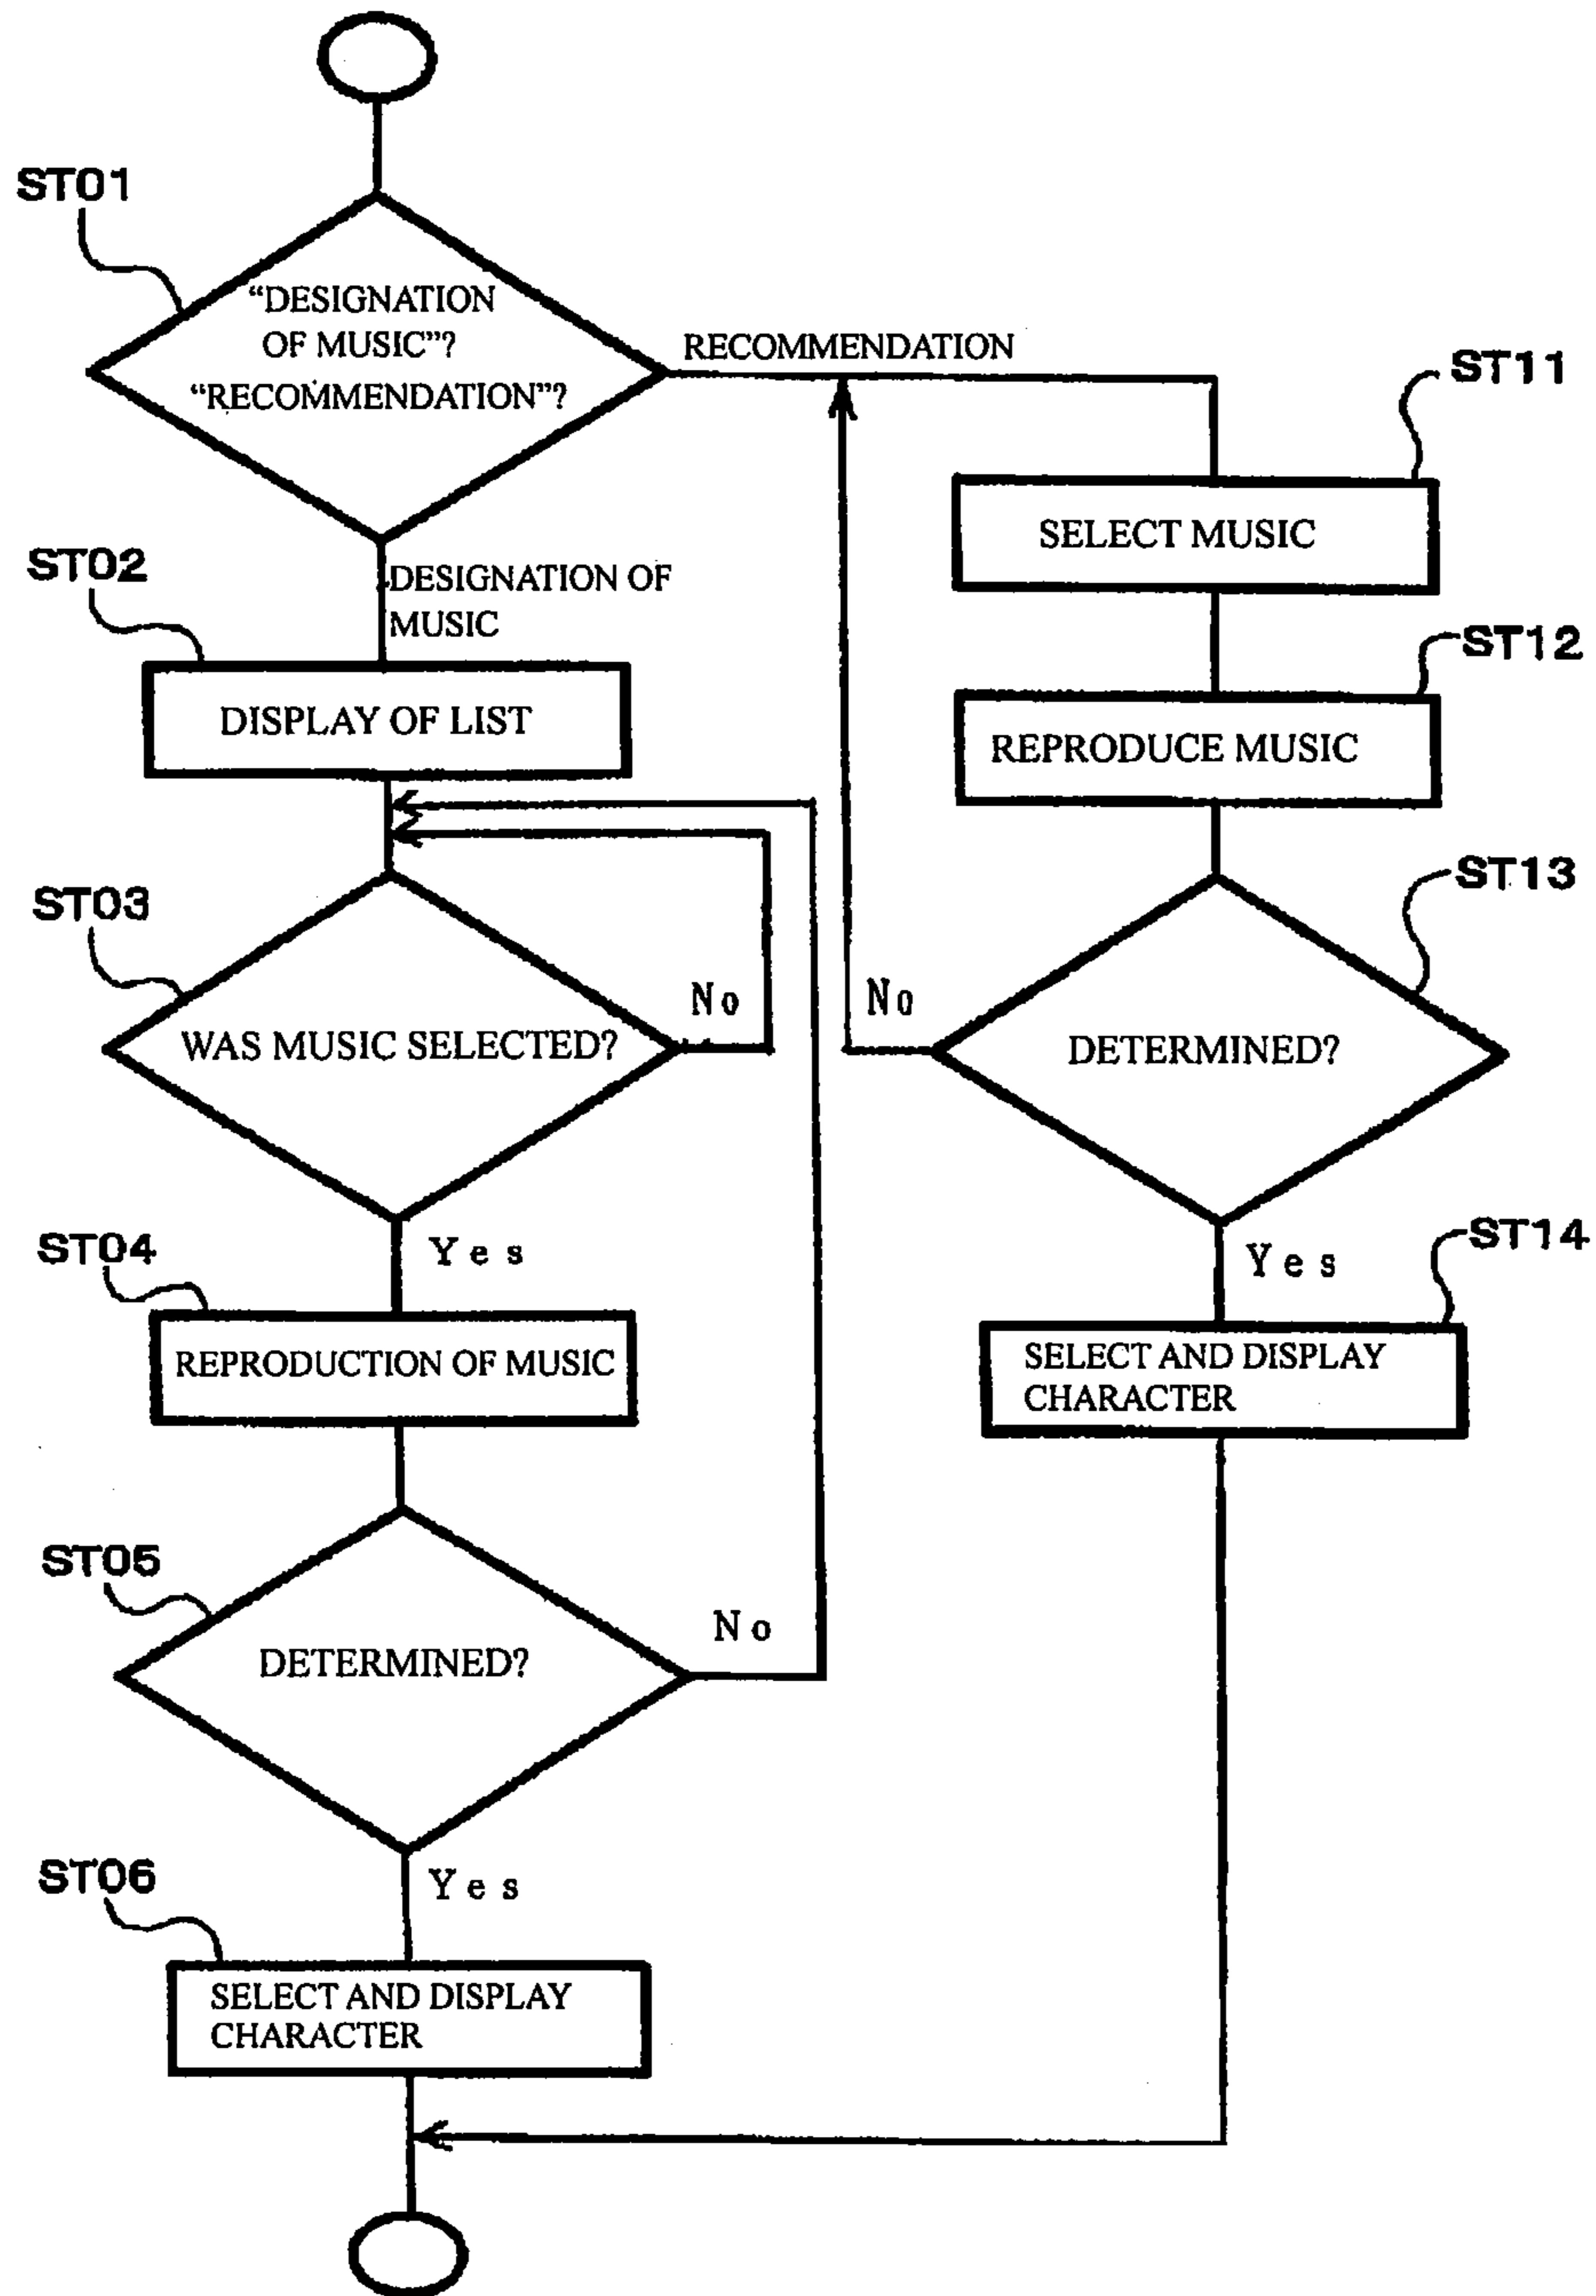 ST01
“DESIGNATION
OF MUSIC”?
“RECOMMENDATION”?
RECOMMENDATION
ST11
SELECT MUSIC
ST02
DESIGNATION OF
MUSIC
ST12
DISPLAY OF LIST
REPRODUCE MUSIC
ST03
ST13
No
No
WAS MUSIC SELECTED?
DETERMINED?
ST04
Yes
Yes
ST14
REPRODUCTION OF MUSIC
SELECT AND DISPLAY
CHARACTER
ST05
No
DETERMINED?
ST06
Yes
SELECT AND DISPLAY
CHARACTER